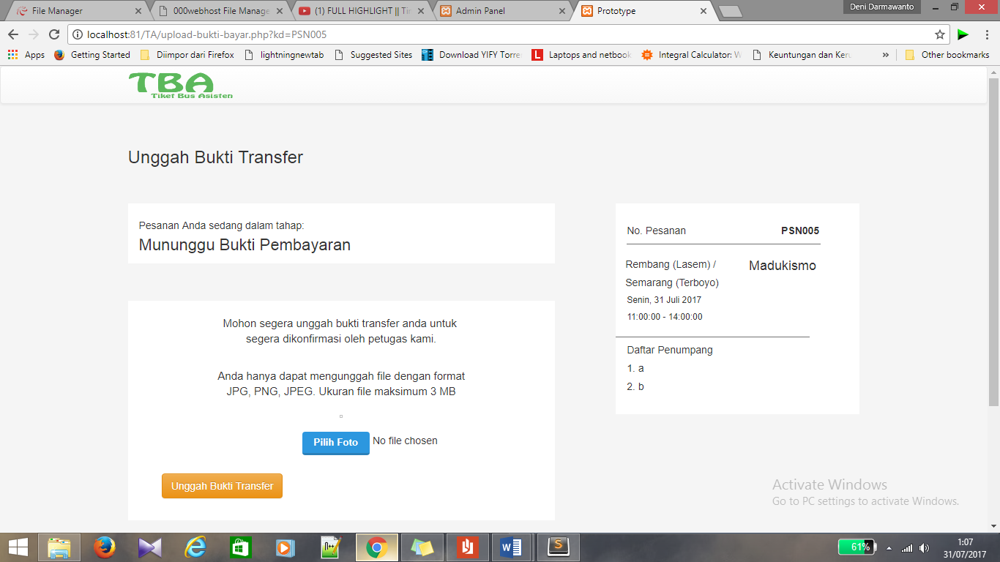 File Manager
000webhost File Manage
(1) FULL HIGHLIGHT || Tir
Admin Panel
Prototype
Deni Darmawanto
localhost:81/TA/upload-bukti-bayar.php?kd=PSN005
Apps
Getting Started
Diimpor dari Firefox
lightningnewtab
Suggested Sites
Download YIFY Torre
Laptops and netbook
Integral Calculator: W
Keuntungan dan Keru
»
Other bookmarks
TBA
Tiket Bus Asisten
Unggah Bukti Transfer
Pesanan Anda sedang dalam tahap:
Mununggu Bukti Pembayaran
Mohon segera unggah bukti transfer anda untuk
segera dikonfirmasi oleh petugas kami.
Anda hanya dapat mengunggah file dengan format
JPG, PNG, JPEG. Ukuran file maksimum 3 MB
Pilih Foto No file chosen
Unggah Bukti Transfer
No. Pesanan PSN005
Rembang (Lasem) / Madukismo
Semarang (Terboyo)
Senin, 31 Juli 2017
11:00:00 - 14:00:00
Daftar Penumpang
1. a
2. b
Activate Windows
Go to PC settings to activate Windows.
61%
1:07
31/07/2017